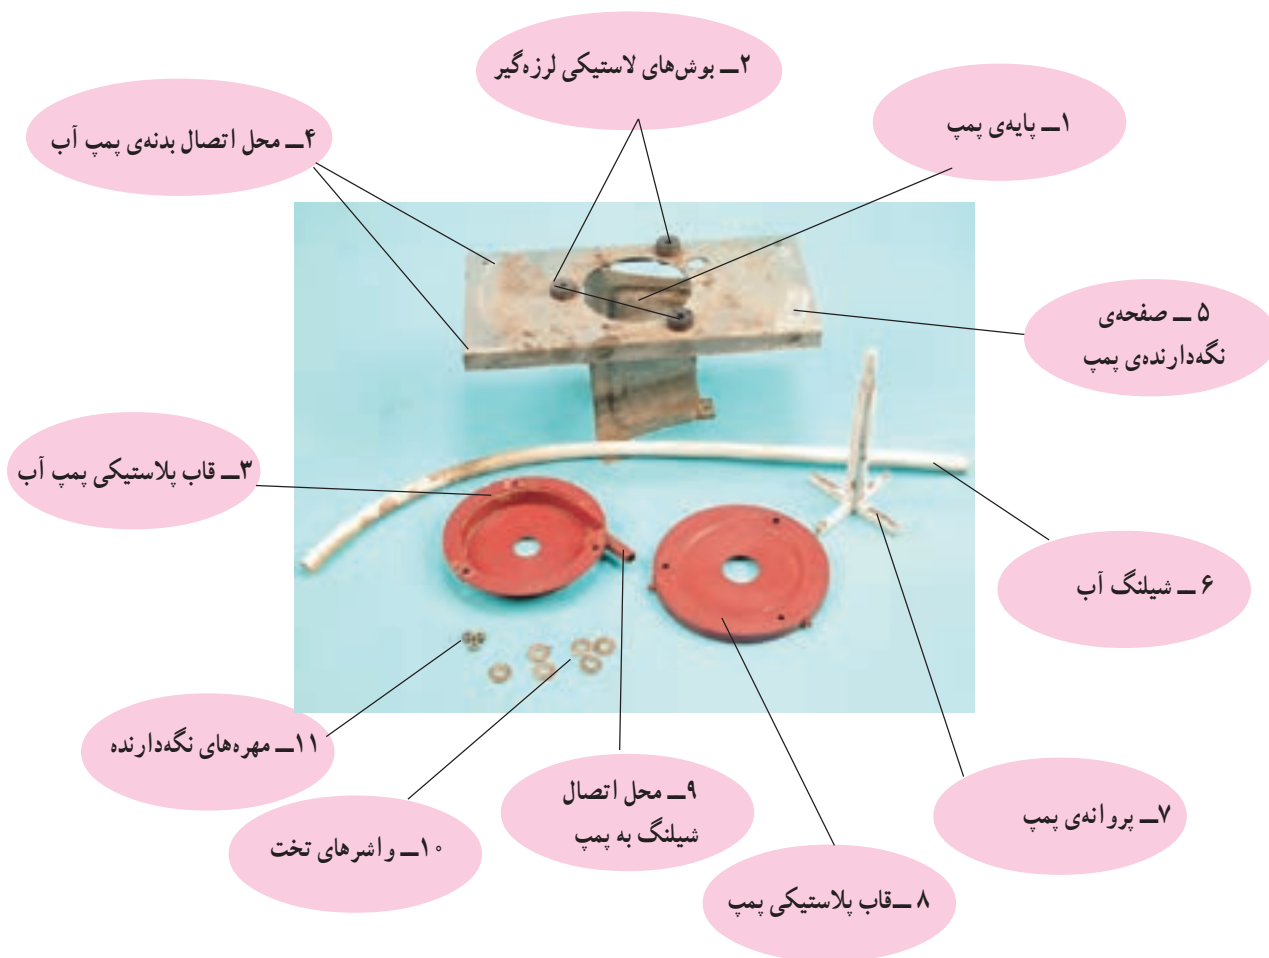 ۲ــ بوش‌های لاستیکی لرزه‌گیر
۱ــ پایه‌ی پمپ
۴ــ محل اتصال بدنه‌ی پمپ آب
۵ ــ صفحه‌ی
نگه‌دارنده‌ی پمپ
۳ــ قاب پلاستیکی پمپ آب
۶ ــ شیلنگ آب
۱۱ــ مهره‌های نگه‌دارنده
۹ــ محل اتصال
شیلنگ به پمپ
۷ــ پروانه‌ی پمپ
۱۰ــ واشرهای تخت
۸ ــ قاب پلاستیکی پمپ